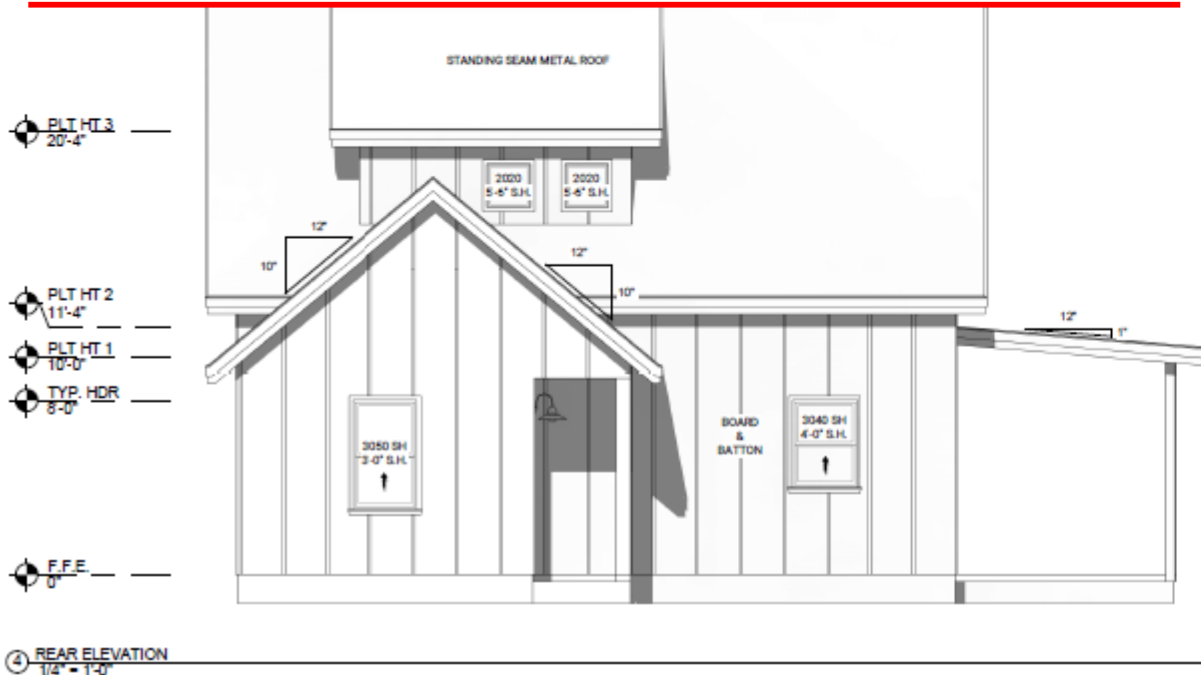 STANDING SEAM METAL ROOF
PLT HT 3
20'-4"
2020
5'-6" S.H.
2020
5'-6" S.H.
12"
10"
12"
10"
PLT HT 2
11'-4"
12"
1"
PLT HT 1
10'-0"
TYP. HDR
8'-0"
3050 SH
3'-0" S.H.
BOARD
&
BATTON
3040 SH
4'-0" S.H.
F.F.E.
0"
4
REAR ELEVATION
1/4" = 1'-0"